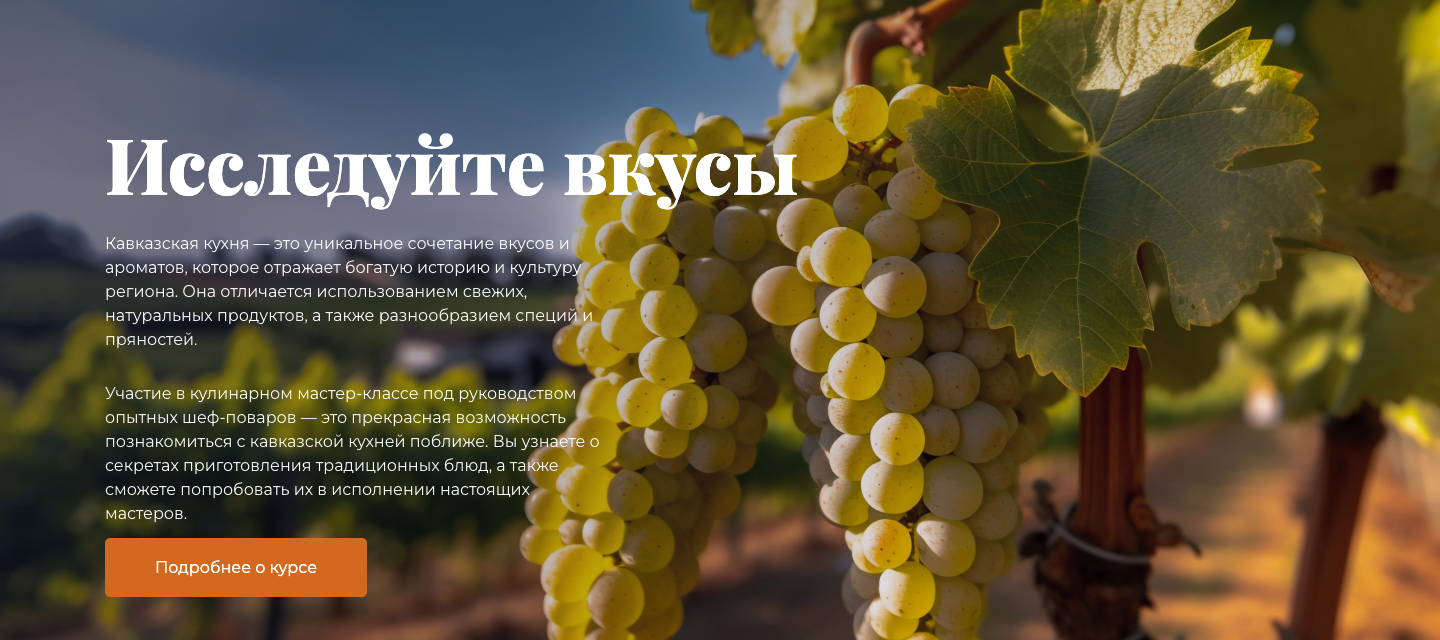 Исследуйте вкусы
Кавказская кухня — это уникальное сочетание вкусов и
ароматов, которое отражает богатую историю и культуру
региона. Она отличается использованием свежих,
натуральных продуктов, а также разнообразием специй и
пряностей.
Участие в кулинарном мастер-классе под руководством
опытных шеф-поваров — это прекрасная возможность
познакомиться с кавказской кухней поближе. Вы узнаете о
секретах приготовления традиционных блюд, а также
сможете попробовать их в исполнении настоящих
мастеров.
Подробнее о курсе